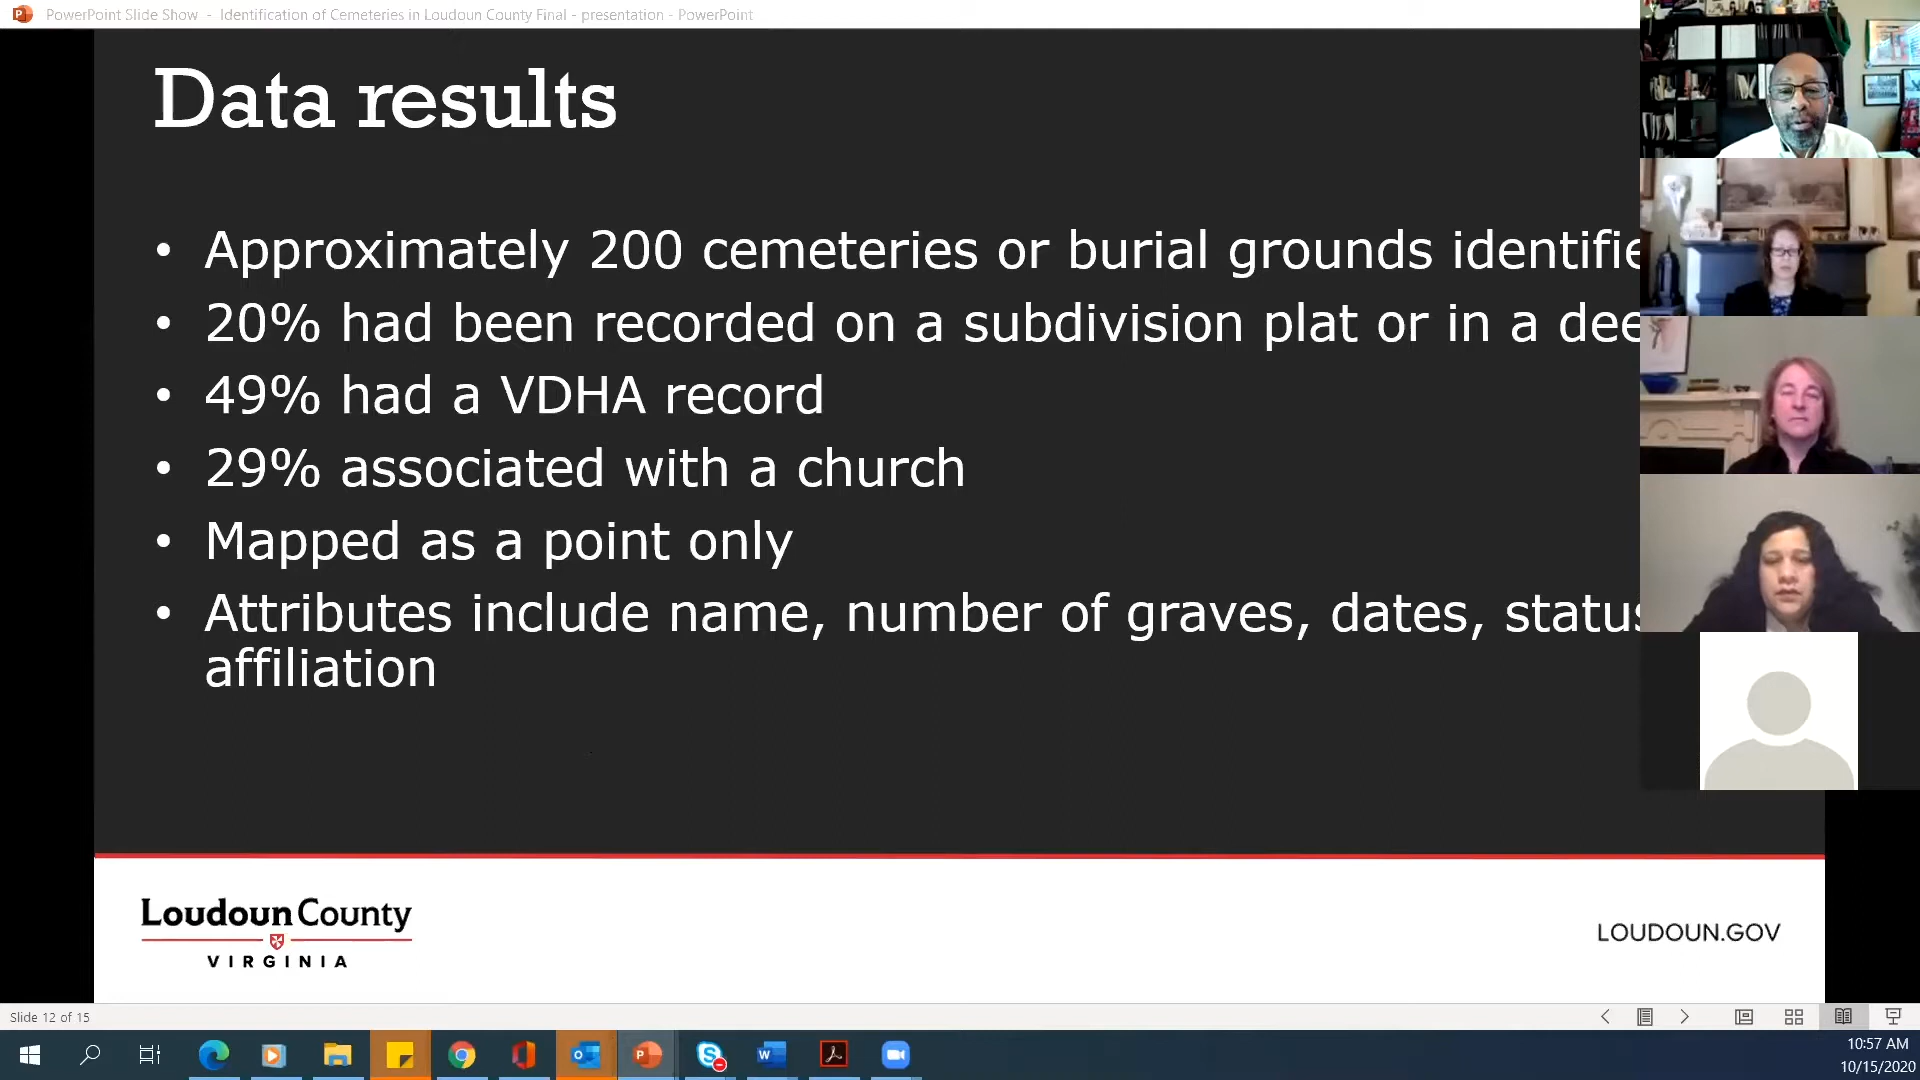 PowerPoint Slide Show - Identification of Cemeteries in Loudoun County Final - presentation - PowerPoint
Data results
• Approximately 200 cemeteries or burial grounds identifie
• 20% had been recorded on a subdivision plat or in a dee
• 49% had a VDHA record
• 29% associated with a church
• Mapped as a point only
• Attributes include name, number of graves, dates, status
affiliation
Loudoun County
VIRGINIA
LOUDOUN.GOV
Slide 12 of 15
10:57 AM
10/15/2020